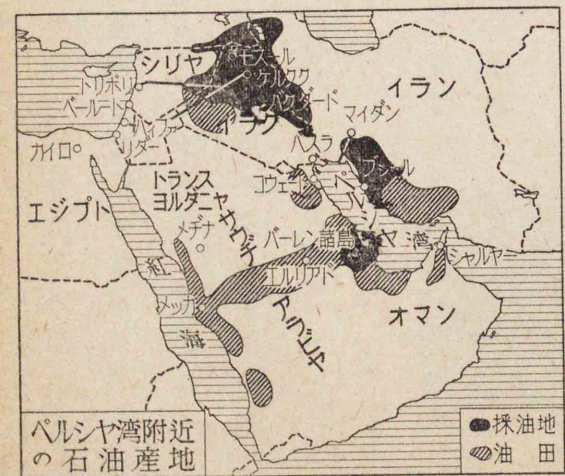 シリヤ
モスール
ケルクク
トリポリ
バグダード
イラン
ベールート
マイダン
ハイファ
イラク
リダー
バスラ
カイロ
ブシール
コウェート
トランス
ヨルダニヤ
ペルシヤ湾
エジプト
メヂナ
サウヂアラビヤ
バーレン諸島
シャルヤー
エルリアド
紅海
メッカ
オマン
ペルシヤ湾附近
の石油産地
採油地
油田